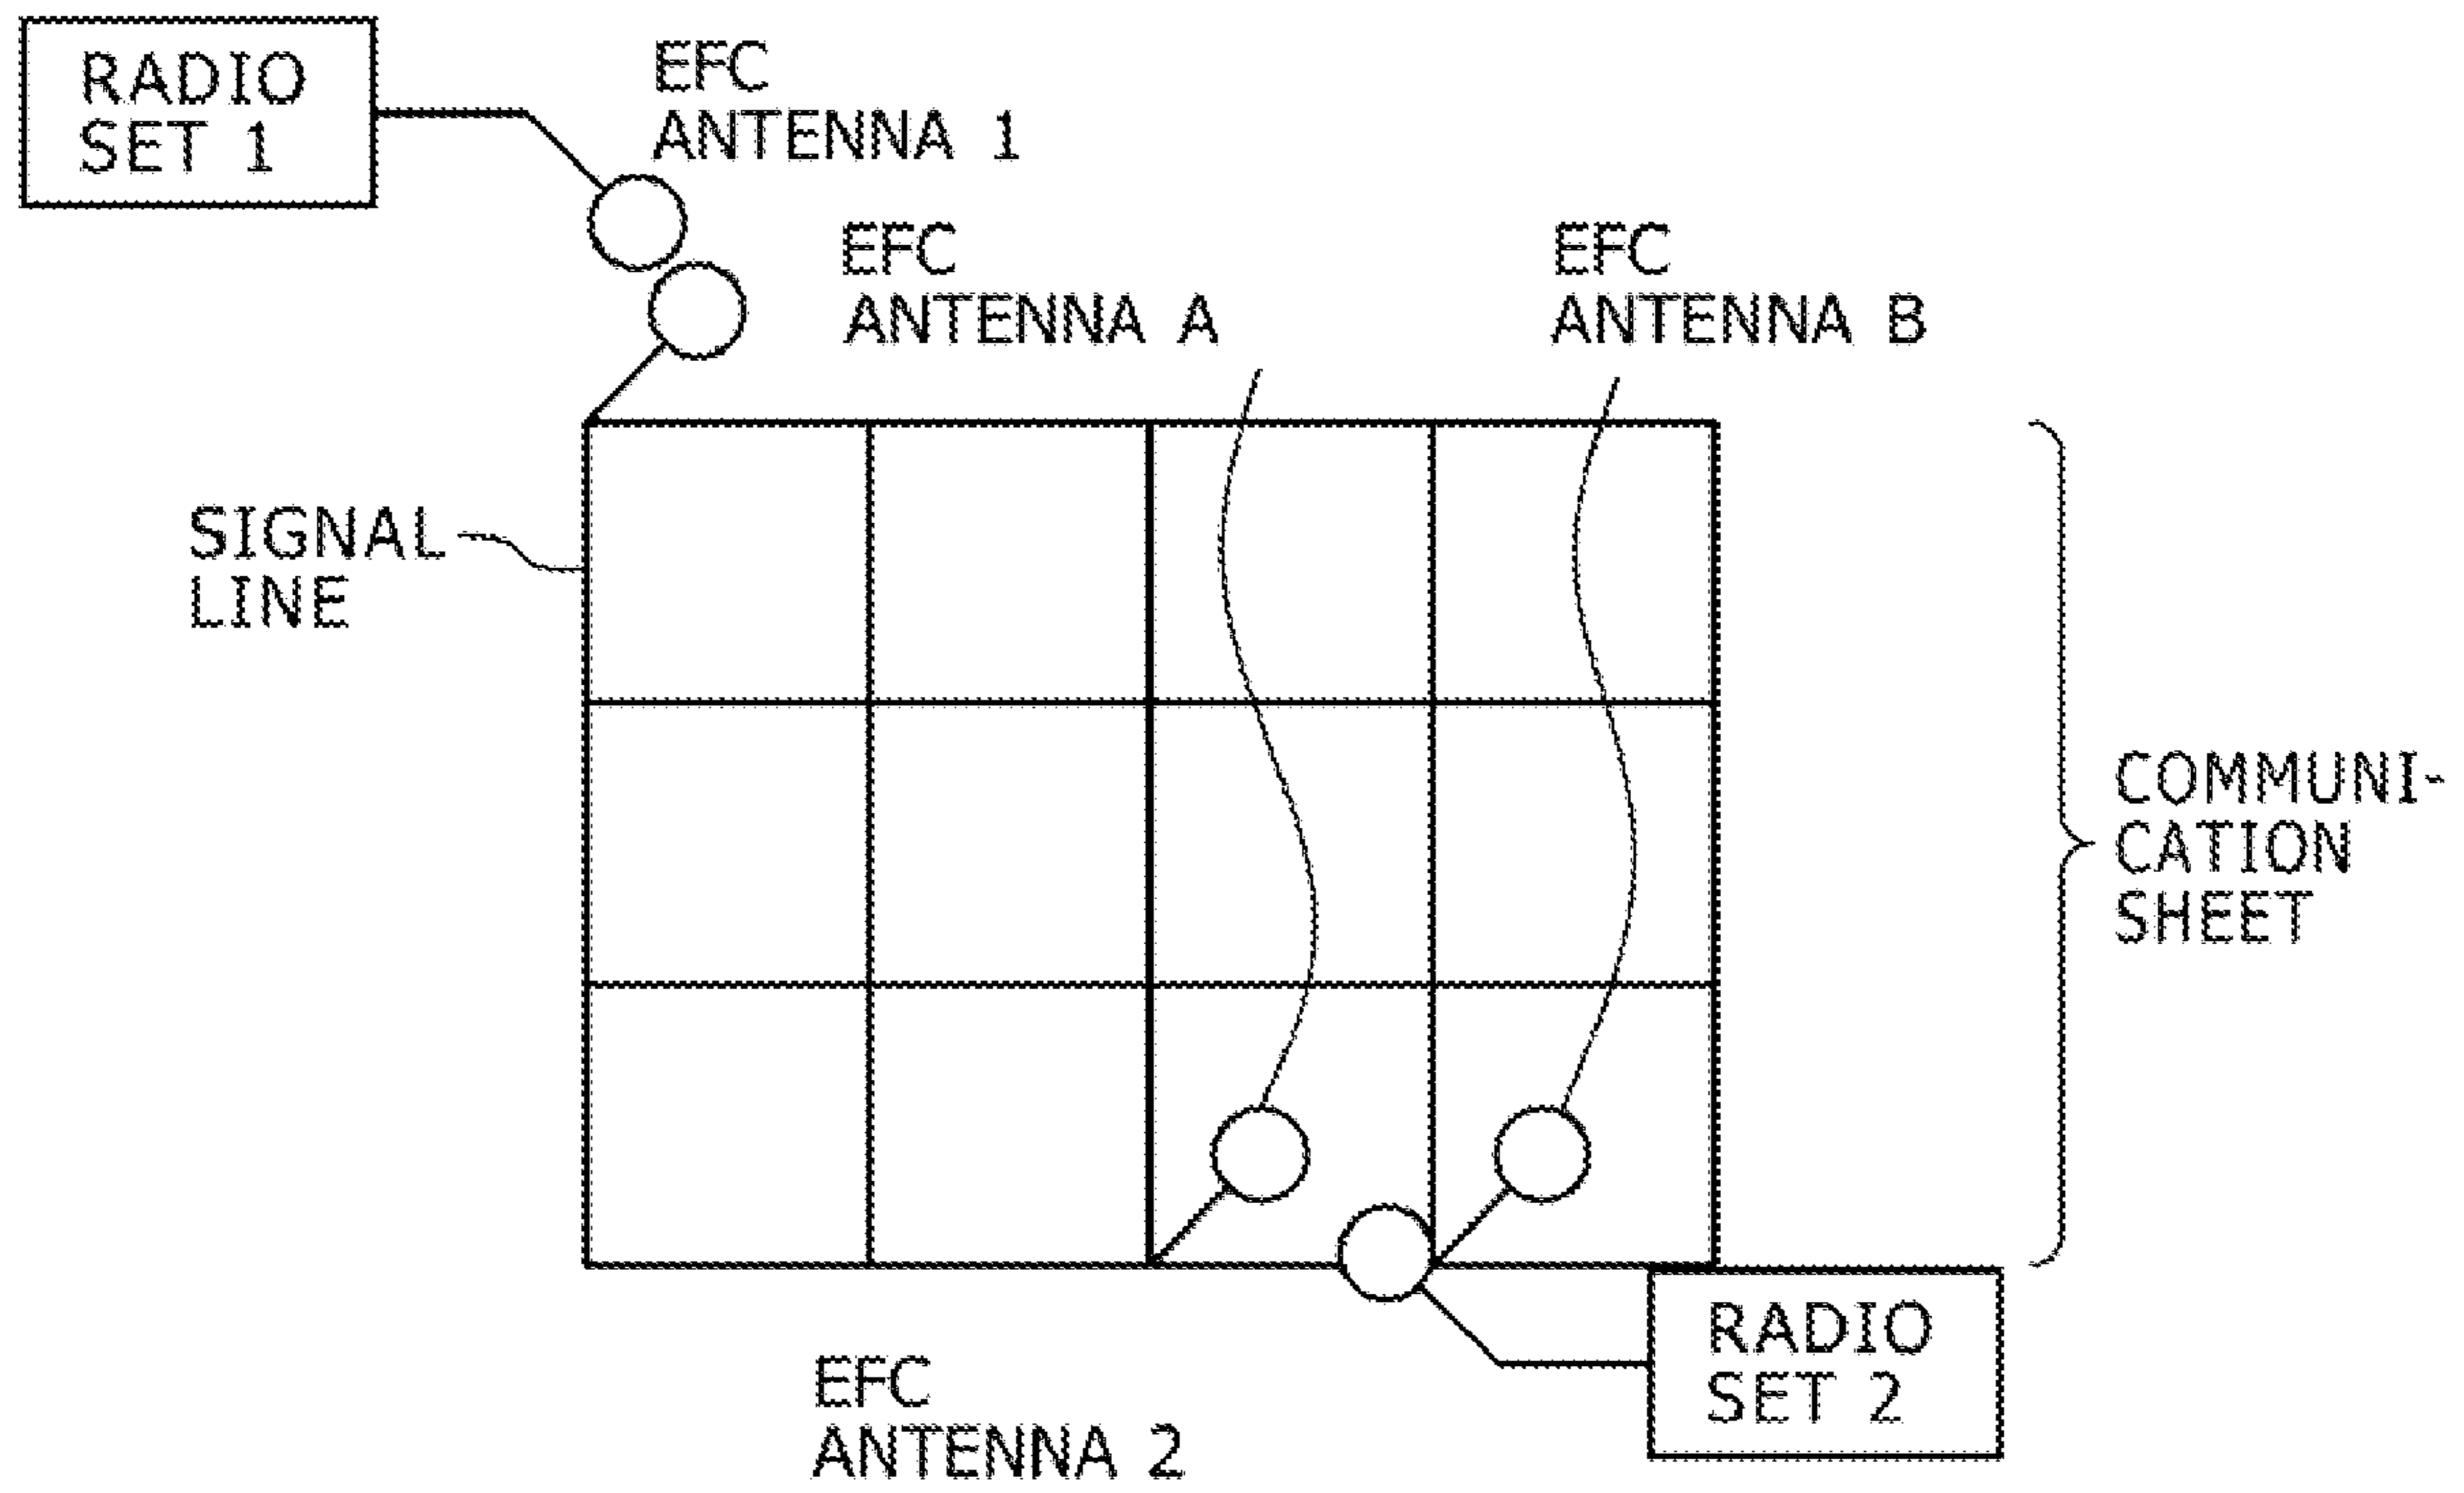 RADIO
SET 1
EFC
ANTENNA 1
EFC
ANTENNA A
EFC
ANTENNA B
SIGNAL
LINE
COMMUNI-
CATION
SHEET
RADIO
SET 2
EFC
ANTENNA 2